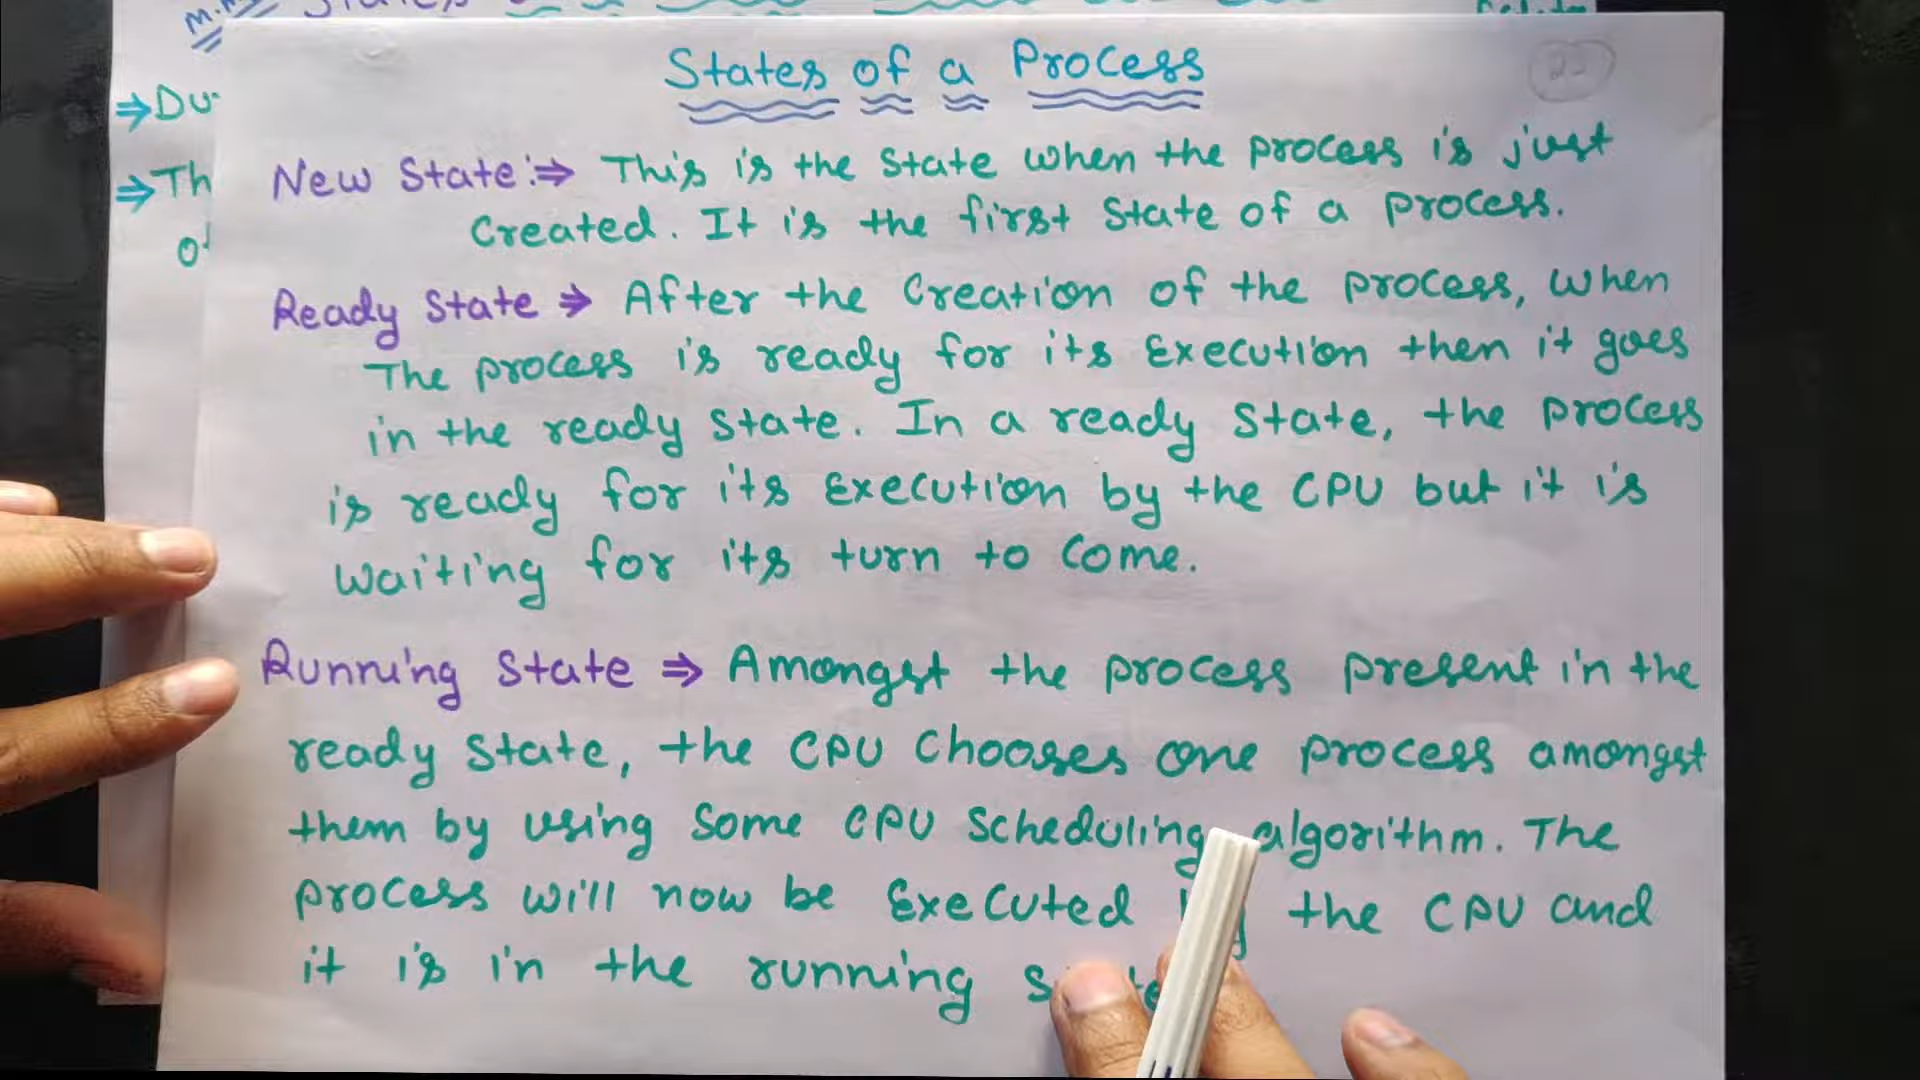 States
States of a Process
22
⇒Du
⇒Th
of
New State:⇒ This is the state when the process is just
Created. It is the first State of a process.
Ready State ⇒ After the Creation of the process, when
The process is ready for its Execution then it goes
in the ready state. In a ready State, the process
is ready for its Execution by the CPU but it is
waiting for its turn to Come.
Running State ⇒ Amongst the process present in the
ready State, the CPU Chooses one process amongst
them by using Some CPU Scheduling algorithm. The
process will now be Executed the CPU and
it is in the running